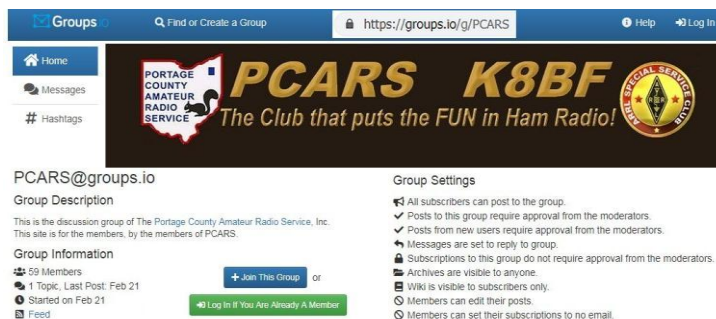 Groups.io
Find or Create a Group
https://groups.io/g/PCARS
Help
Log In
Home
Messages
# Hashtags
PORTAGE
COUNTY
AMATEUR
RADIO
SERVICE
PCARS K8BF
The Club that puts the FUN in Ham Radio!
ARRL SPECIAL SERVICE CLUB
PCARS@groups.io
Group Description
This is the discussion group of The Portage County Amateur Radio Service, Inc.
This site is for the members, by the members of PCARS.
Group Information
59 Members
1 Topic, Last Post: Feb 21
Started on Feb 21
Feed
+ Join This Group or
Log In If You Are Already A Member
Group Settings
All subscribers can post to the group.
Posts to this group require approval from the moderators.
Posts from new users require approval from the moderators.
Messages are set to reply to group.
Subscriptions to this group do not require approval from the moderators.
Archives are visible to anyone.
Wiki is visible to subscribers only.
Members can edit their posts.
Members can set their subscriptions to no email.